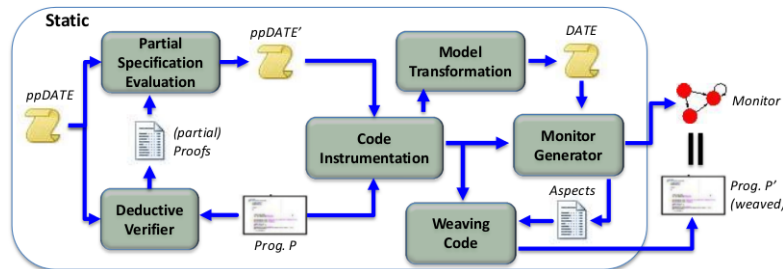 Static
Partial
Specification
Evaluation
ppDATE'
Model
Transformation
DATE
ppDATE
(partial)
Proofs
Code
Instrumentation
Monitor
Generator
Monitor
Deductive
Verifier
Prog. P
Weaving
Code
Aspects
Prog. P'
(weaved)